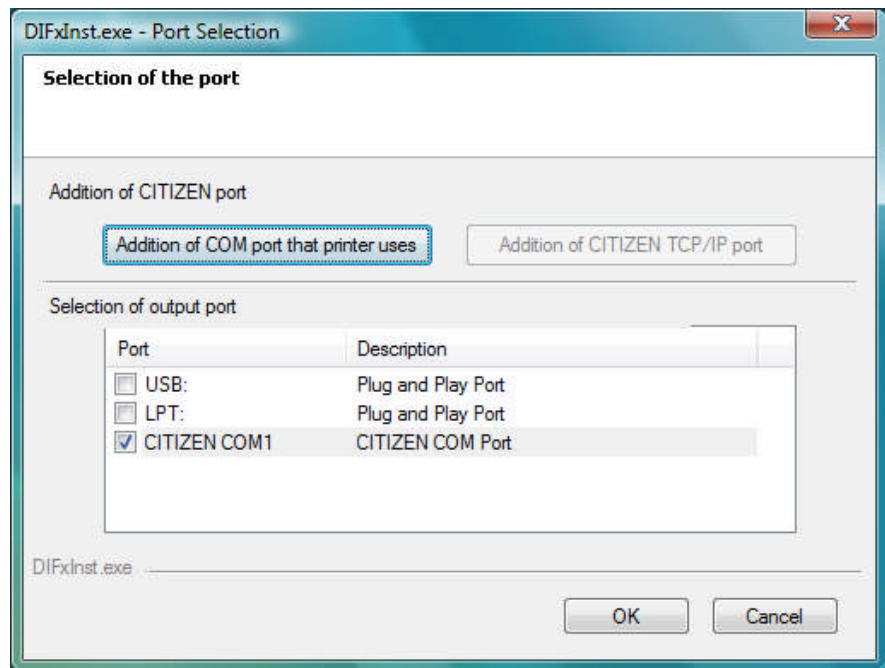 DIFxInst.exe - Port Selection
Selection of the port
Addition of CITIZEN port
Addition of COM port that printer uses Addition of CITIZEN TCP/IP port
Selection of output port
Port Description
USB: Plug and Play Port
LPT: Plug and Play Port
CITIZEN COM1 CITIZEN COM Port
DIFxInst.exe
OK Cancel